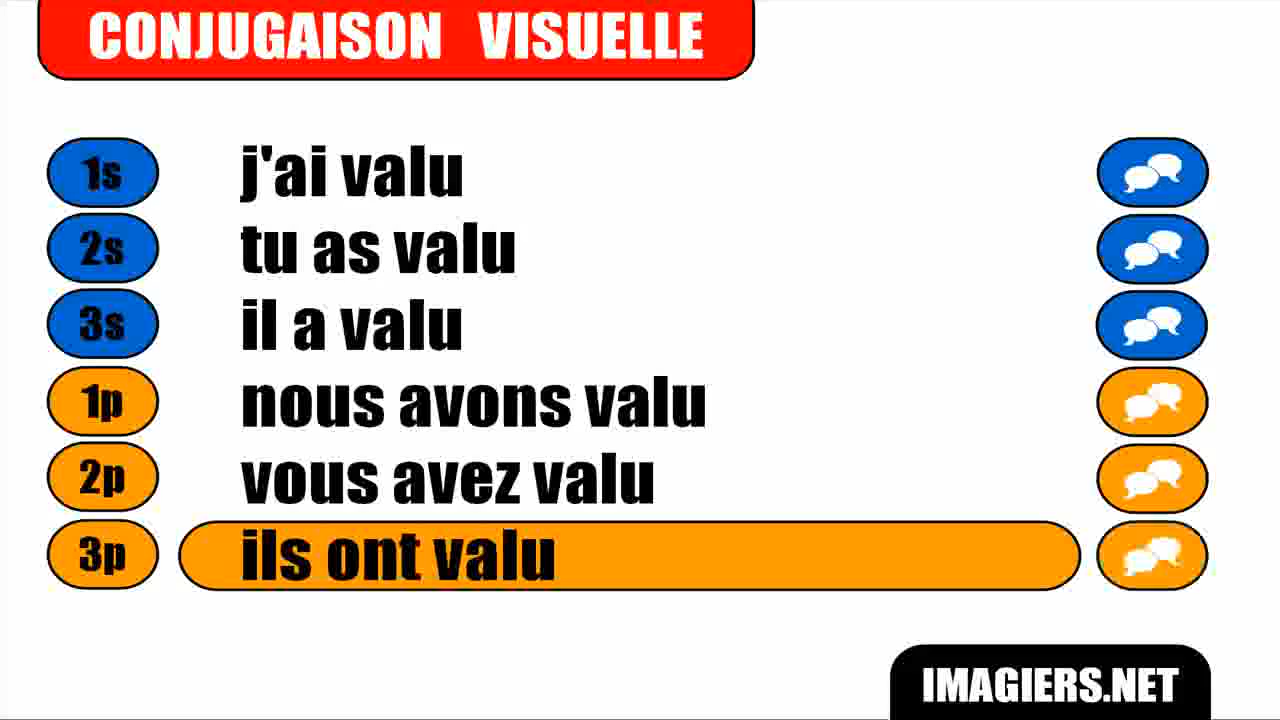 CONJUGAISON VISUELLE
1s j'ai valu
2s tu as valu
3s il a valu
1p nous avons valu
2p vous avez valu
3p ils ont valu
IMAGIERS.NET